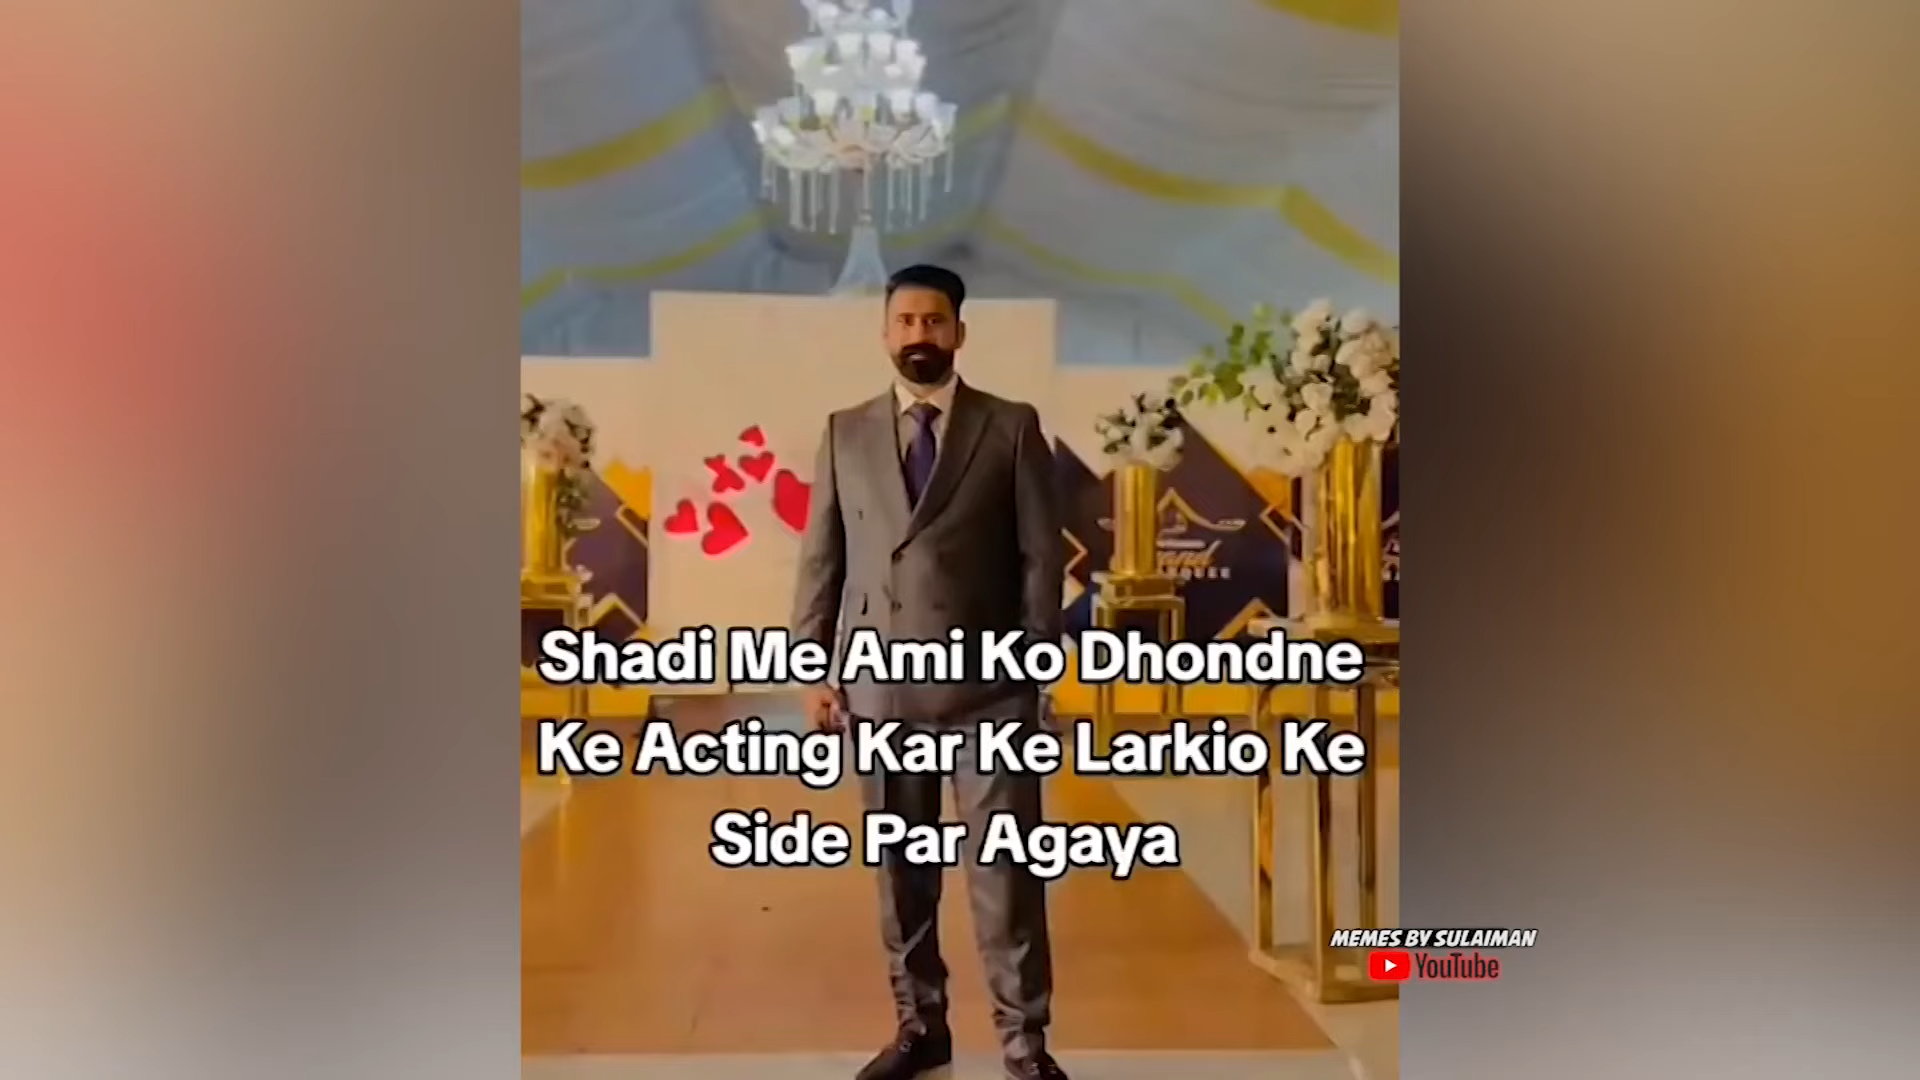 Shadi Me Ami Ko Dhondne
Ke Acting Kar Ke Larkio Ke
Side Par Agaya
MEMES BY SULAIMAN
YouTube